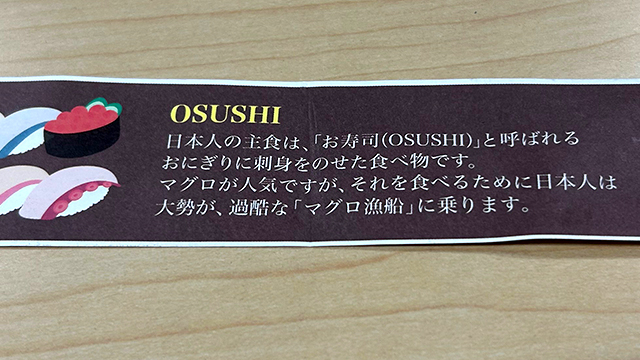 OSUSHI
日本人の主食は、「お寿司(OSUSHI)」と呼ばれる
おにぎりに刺身をのせた食べ物です。
マグロが人気ですが、それを食べるために日本人は
大勢が、過酷な「マグロ漁船」に乗ります。